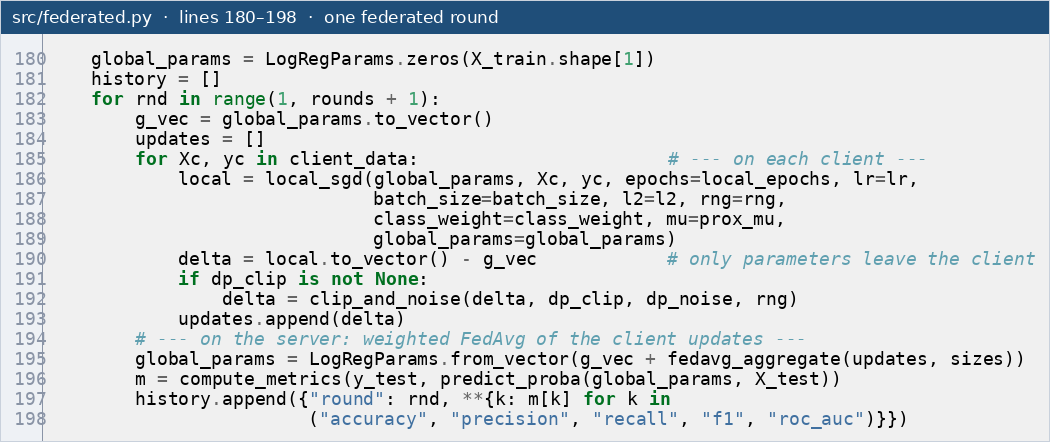 src/federated.py · lines 180–198 · one federated round
180    global_params = LogRegParams.zeros(X_train.shape[1])
181    history = []
182    for rnd in range(1, rounds + 1):
183        g_vec = global_params.to_vector()
184        updates = []
185        for Xc, yc in client_data:                       # --- on each client ---
186            local = local_sgd(global_params, Xc, yc, epochs=local_epochs, lr=lr,
187                              batch_size=batch_size, l2=l2, rng=rng,
188                              class_weight=class_weight, mu=prox_mu,
189                              global_params=global_params)
190            delta = local.to_vector() - g_vec            # only parameters leave the client
191            if dp_clip is not None:
192                delta = clip_and_noise(delta, dp_clip, dp_noise, rng)
193            updates.append(delta)
194        # --- on the server: weighted FedAvg of the client updates ---
195        global_params = LogRegParams.from_vector(g_vec + fedavg_aggregate(updates, sizes))
196        m = compute_metrics(y_test, predict_proba(global_params, X_test))
197        history.append({"round": rnd, **{k: m[k] for k in
198                        ("accuracy", "precision", "recall", "f1", "roc_auc")}})